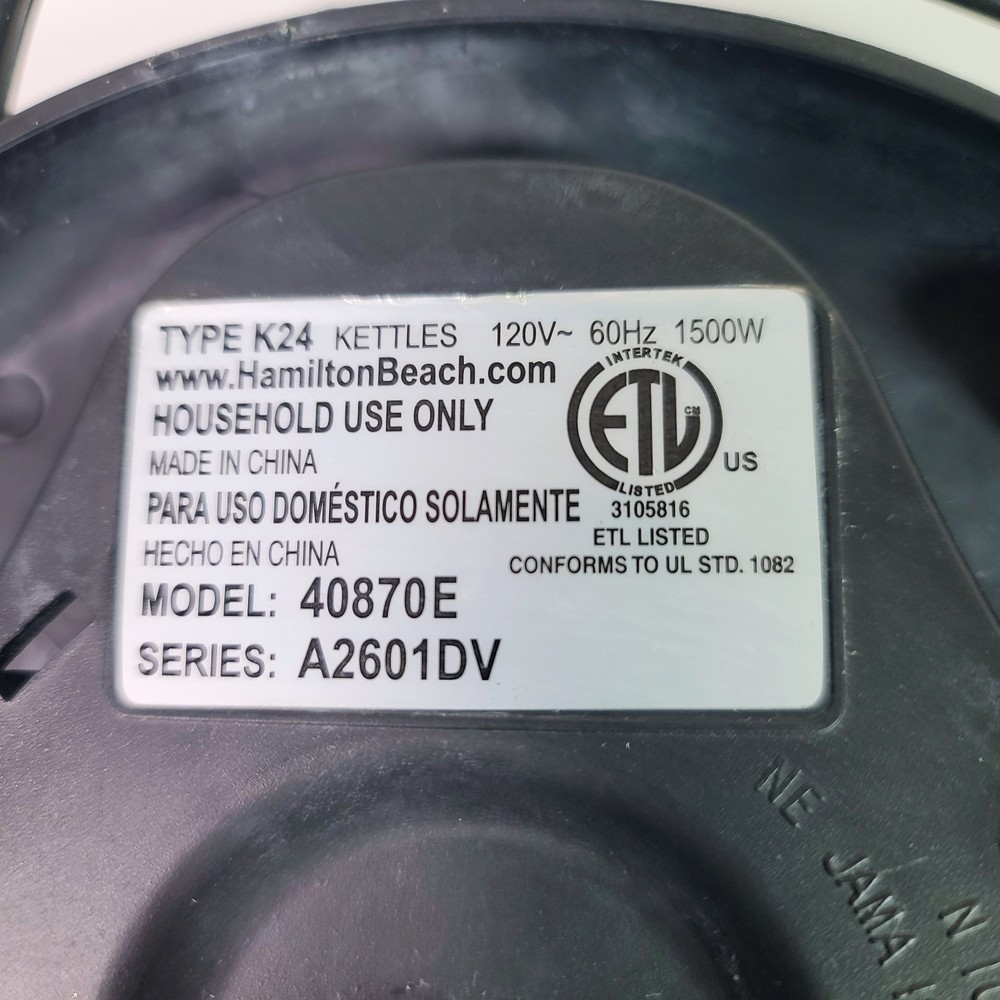 TYPE K24 KETTLES 120V~ 60Hz 1500W
www.HamiltonBeach.com
HOUSEHOLD USE ONLY
MADE IN CHINA
PARA USO DOMÉSTICO SOLAMENTE
HECHO EN CHINA
MODEL: 40870E
SERIES: A2601DV
INTERTEK
ETL CM
US
LISTED
3105816
ETL LISTED
CONFORMS TO UL STD. 1082
NE
JAMA
N